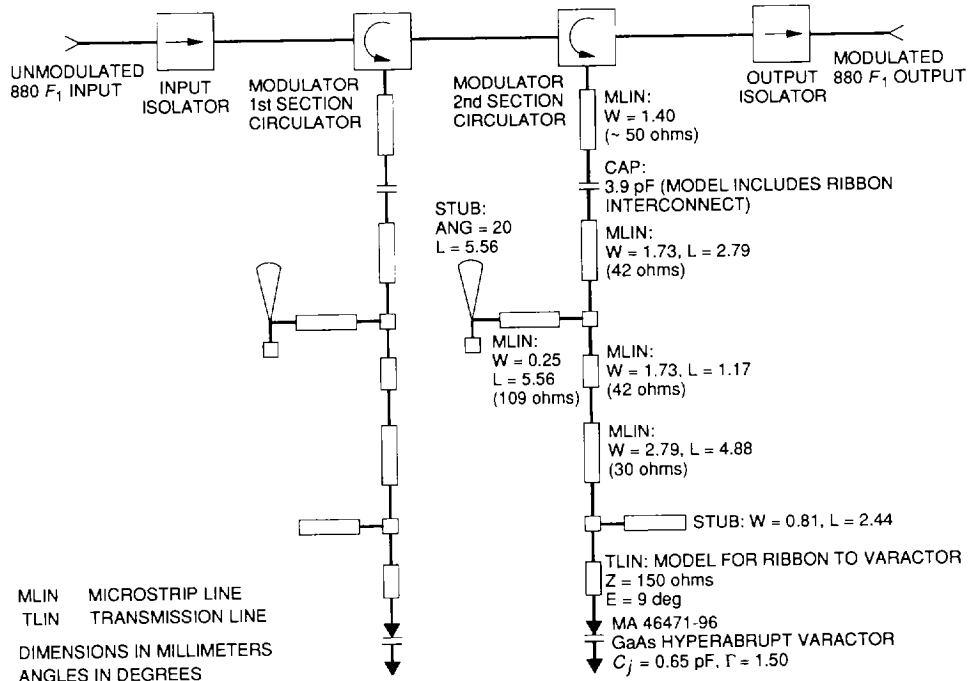 UNMODULATED
880 F1 INPUT
INPUT
ISOLATOR
MODULATOR
1st SECTION
CIRCULATOR
MODULATOR
2nd SECTION
CIRCULATOR
OUTPUT
ISOLATOR
MODULATED
880 F1 OUTPUT
MLIN:
W = 1.40
(~ 50 ohms)
CAP:
3.9 pF (MODEL INCLUDES RIBBON
INTERCONNECT)
STUB:
ANG = 20
L = 5.56
MLIN:
W = 1.73, L = 2.79
(42 ohms)
MLIN:
W = 0.25
L = 5.56
(109 ohms)
MLIN:
W = 1.73, L = 1.17
(42 ohms)
MLIN:
W = 2.79, L = 4.88
(30 ohms)
STUB: W = 0.81, L = 2.44
TLIN: MODEL FOR RIBBON TO VARACTOR
Z = 150 ohms
E = 9 deg
MA 46471-96
GaAs HYPERABRUPT VARACTOR
Cj = 0.65 pF, Γ = 1.50
MLIN MICROSTRIP LINE
TLIN TRANSMISSION LINE
DIMENSIONS IN MILLIMETERS
ANGLES IN DEGREES